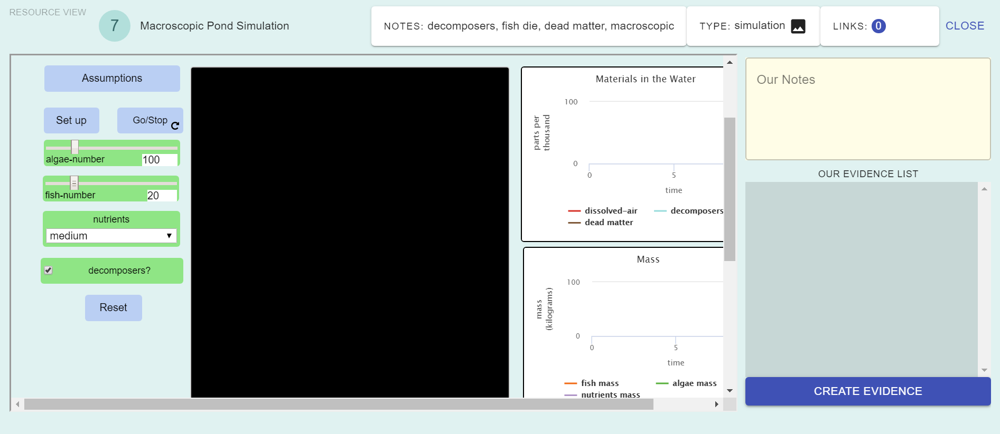 RESOURCE VIEW
7
Macroscopic Pond Simulation
NOTES: decomposers, fish die, dead matter, macroscopic
TYPE: simulation
LINKS: 0
CLOSE
Assumptions
Set up
Go/Stop
algae-number
100
fish-number
20
nutrients
medium
decomposers?
Reset
Materials in the Water
100
parts per
thousand
0
0
5
time
dissolved-air
decomposers
dead matter
Mass
100
mass
(kilograms)
0
0
5
time
fish mass
algae mass
nutrients mass
Our Notes
OUR EVIDENCE LIST
CREATE EVIDENCE